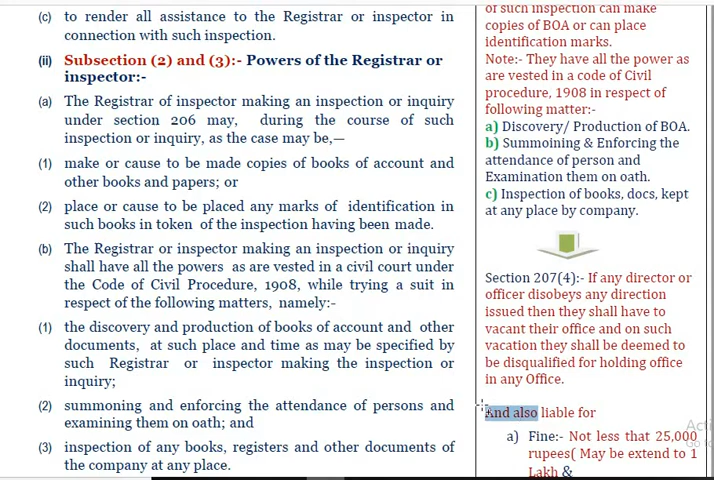 (c) to render all assistance to the Registrar or inspector in
connection with such inspection.
(ii) Subsection (2) and (3):- Powers of the Registrar or
inspector:-
(a) The Registrar of inspector making an inspection or inquiry
under section 206 may, during the course of such
inspection or inquiry, as the case may be,—
(1) make or cause to be made copies of books of account and
other books and papers; or
(2) place or cause to be placed any marks of identification in
such books in token of the inspection having been made.
(b) The Registrar or inspector making an inspection or inquiry
shall have all the powers as are vested in a civil court under
the Code of Civil Procedure, 1908, while trying a suit in
respect of the following matters, namely:-
(1) the discovery and production of books of account and other
documents, at such place and time as may be specified by
such Registrar or inspector making the inspection or
inquiry;
(2) summoning and enforcing the attendance of persons and
examining them on oath; and
(3) inspection of any books, registers and other documents of
the company at any place.
of such inspection can make
copies of BOA or can place
identification marks.
Note:- They have all the power as
are vested in a code of Civil
procedure, 1908 in respect of
following matter:-
a) Discovery/ Production of BOA.
b) Summoining & Enforcing the
attendance of person and
Examination them on oath.
c) Inspection of books, docs, kept
at any place by company.
Section 207(4):- If any director or
officer disobeys any direction
issued then they shall have to
vacant their office and on such
vacation they shall be deemed to
be disqualified for holding office
in any Office.
And also liable for
a) Fine:- Not less that 25,000
rupees( May be extend to 1
Lakh &